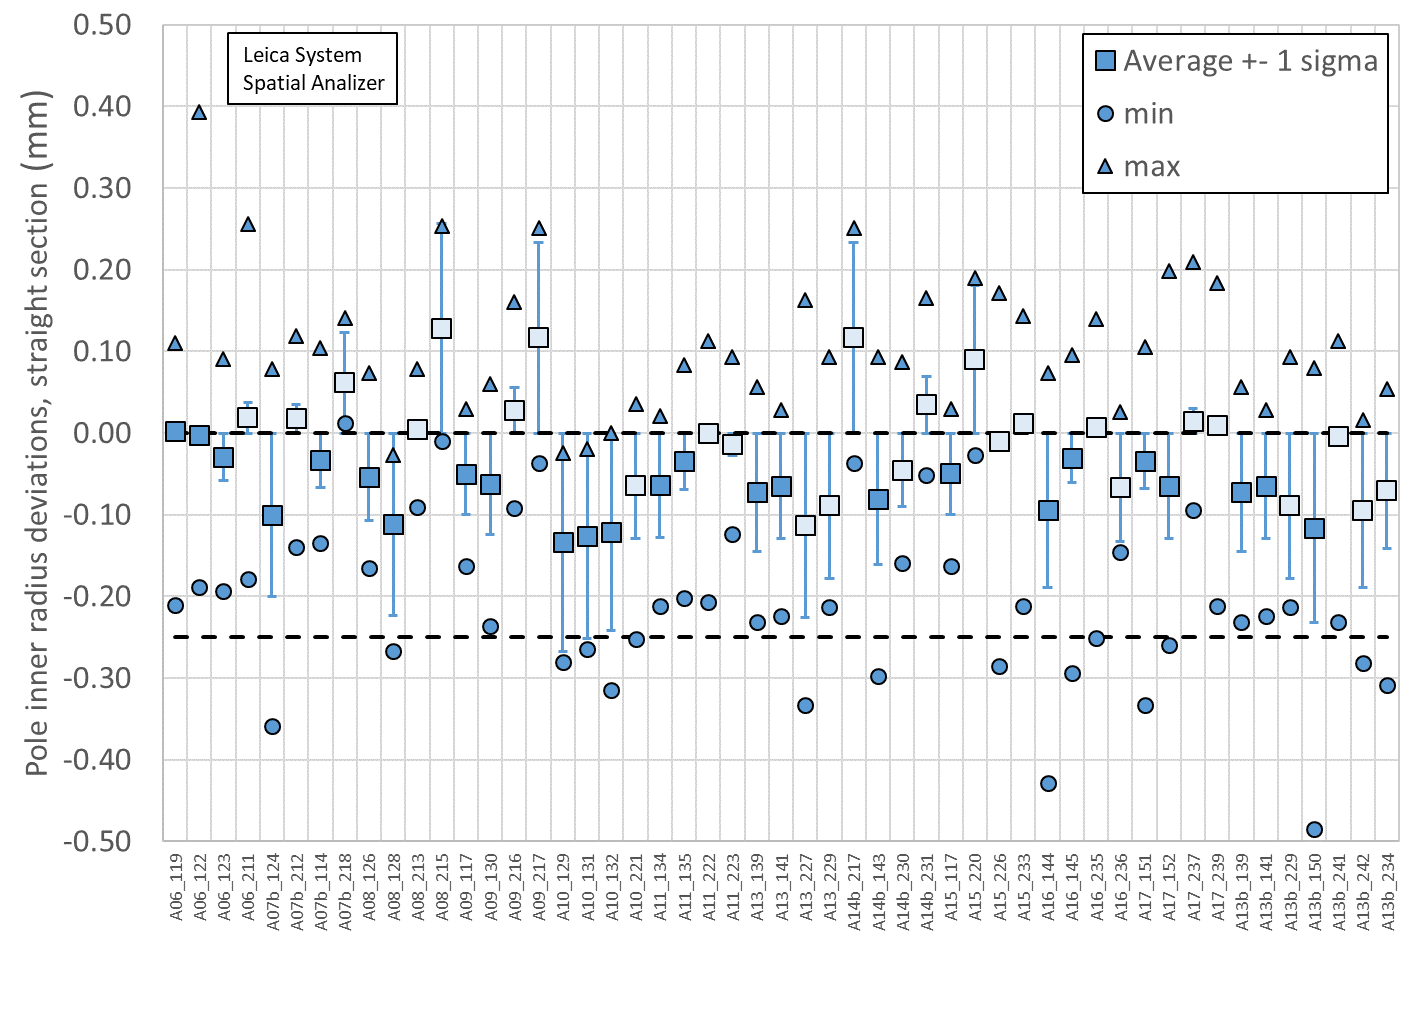 0.50
0.40
0.30
0.20
0.10
0.00
-0.10
-0.20
-0.30
-0.40
-0.50
Pole inner radius deviations, straight section (mm)
Leica System
Spatial Analizer
Average +- 1 sigma
min
max
A06_119
A06_122
A06_123
A06_211
A07b_124
A07b_212
A07b_114
A07b_218
A08_126
A08_128
A08_213
A08_215
A09_117
A09_130
A09_216
A09_217
A10_129
A10_131
A10_132
A10_221
A11_134
A11_135
A11_222
A11_223
A13_139
A13_141
A13_227
A13_229
A14b_217
A14b_143
A14b_230
A14b_231
A15_117
A15_220
A15_226
A15_233
A16_144
A16_145
A16_235
A16_236
A17_151
A17_152
A17_237
A17_239
A13b_139
A13b_141
A13b_229
A13b_150
A13b_241
A13b_242
A13b_234